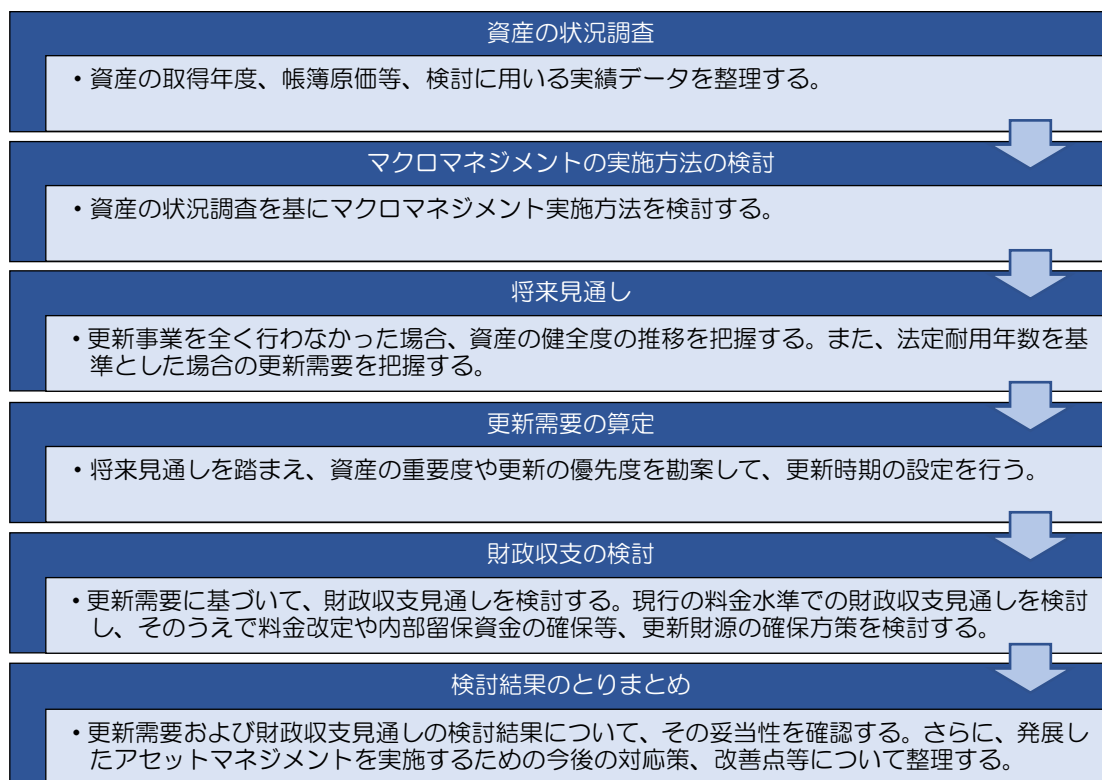 資産の状況調査
・資産の取得年度、帳簿原価等、検討に用いる実績データを整理する。
マクロマネジメントの実施方法の検討
・資産の状況調査を基にマクロマネジメント実施方法を検討する。
将来見通し
・更新事業を全く行わなかった場合、資産の健全度の推移を把握する。また、法定耐用年数を基
準とした場合の更新需要を把握する。
更新需要の算定
・将来見通しを踏まえ、資産の重要度や更新の優先度を勘案して、更新時期の設定を行う。
財政収支の検討
・更新需要に基づいて、財政収支見通しを検討する。現行の料金水準での財政収支見通しを検討
し、そのうえで料金改定や内部留保資金の確保等、更新財源の確保方策を検討する。
検討結果のとりまとめ
・更新需要および財政収支見通しの検討結果について、その妥当性を確認する。さらに、発展し
たアセットマネジメントを実施するための今後の対応策、改善点等について整理する。